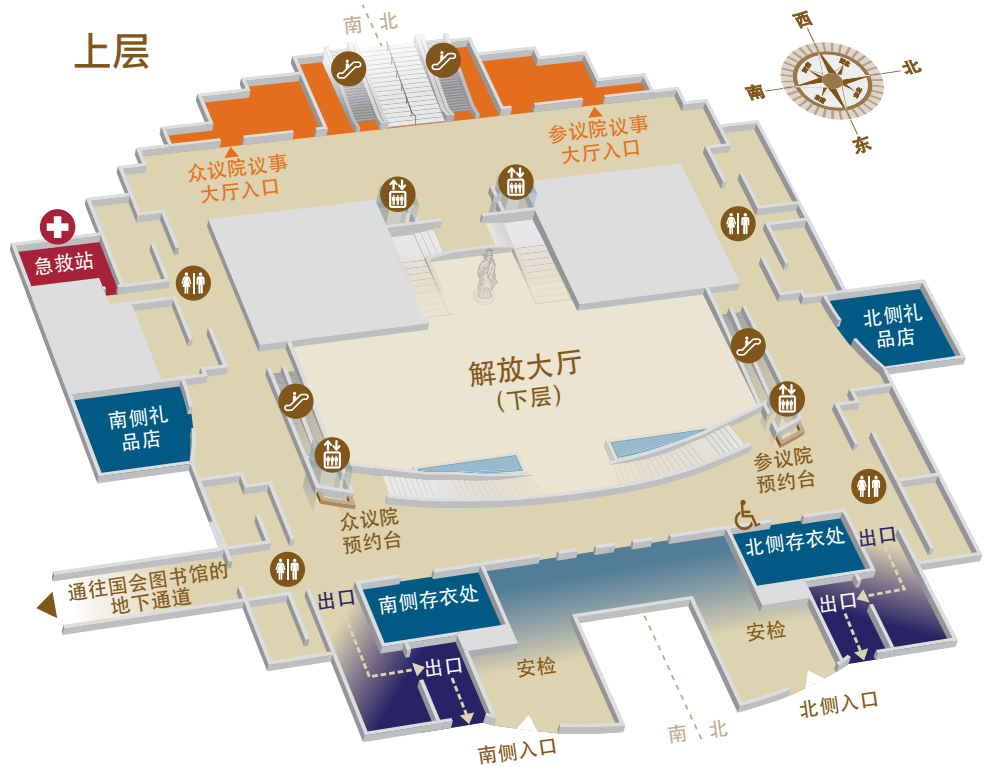 上层
南 北
西
南
北
东
众议院议事
大厅入口
参议院议事
大厅入口
急救站
北侧礼
品店
解放大厅
(下层)
南侧礼
品店
参议院
预约台
众议院
预约台
通往国会图书馆的
地下通道
出口
南侧存衣处
北侧存衣处
出口
出口
出口
安检
安检
南 北
南侧入口
北侧入口